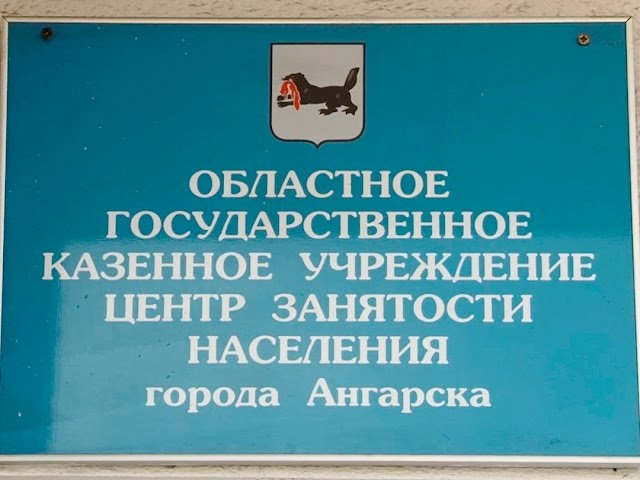 ОБЛАСТНОЕ
ГОСУДАРСТВЕННОЕ
КАЗЕННОЕ УЧРЕЖДЕНИЕ
ЦЕНТР ЗАНЯТОСТИ
НАСЕЛЕНИЯ
города Ангарска